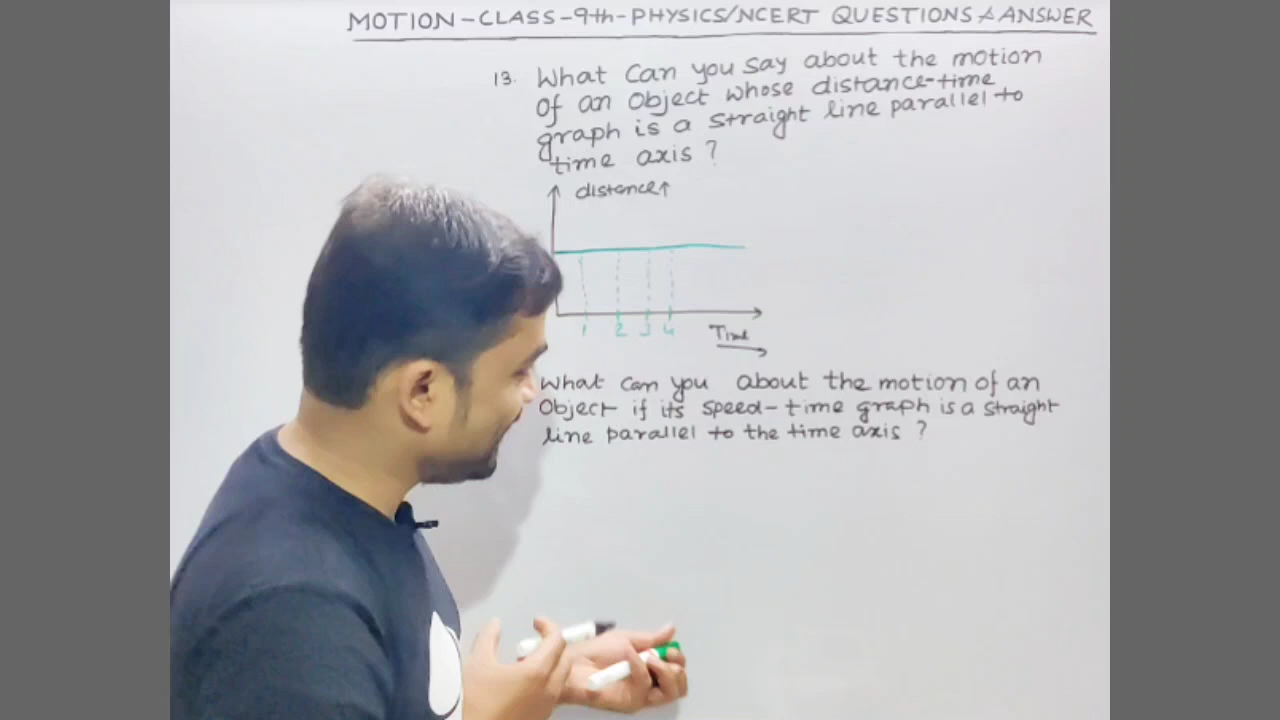 MOTION-CLASS-9th-PHYSICS/NCERT QUESTIONS & ANSWER
13. What Can you say about the motion
Of an Object whose distance-time
graph is a straight line parallel to
time axis ?
distance↑
1 2 3 4
Time
What Can you about the motion of an
Object if its speed-time graph is a straight
line parallel to the time axis ?